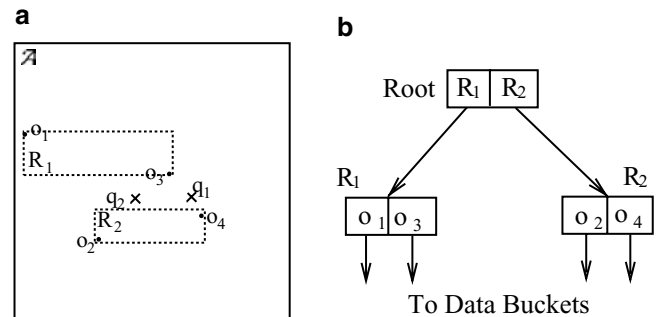 a
b
𝒜
Root R₁ R₂
o₁
R₁
o₃
q₂ q₁
R₂ o₄
o₂
R₁ R₂
o₁ o₃ o₂ o₄
To Data Buckets